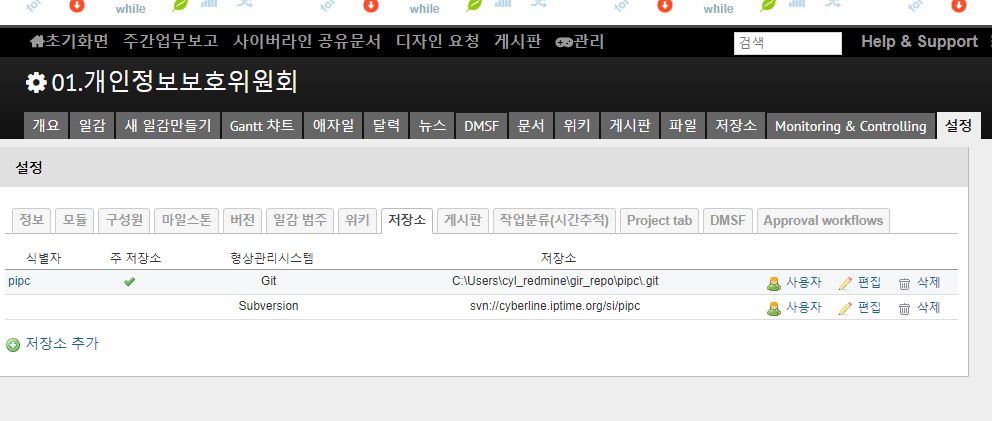 for while for while for
초기화면 주간업무보고 사이버라인 공유문서 디자인 요청 게시판 관리 검색 Help & Support
01.개인정보보호위원회
개요 일감 새 일감만들기 Gantt 챠트 애자일 달력 뉴스 DMSF 문서 위키 게시판 파일 저장소 Monitoring & Controlling 설정
설정
정보 모듈 구성원 마일스톤 버전 일감 범주 위키 저장소 게시판 작업분류(시간추적) Project tab DMSF Approval workflows
식별자 주 저장소 형상관리시스템 저장소
pipc Git C:\Users\cyl_redmine\gir_repo\pipc\.git 사용자 편집 삭제
Subversion svn://cyberline.iptime.org/si/pipc 사용자 편집 삭제
저장소 추가